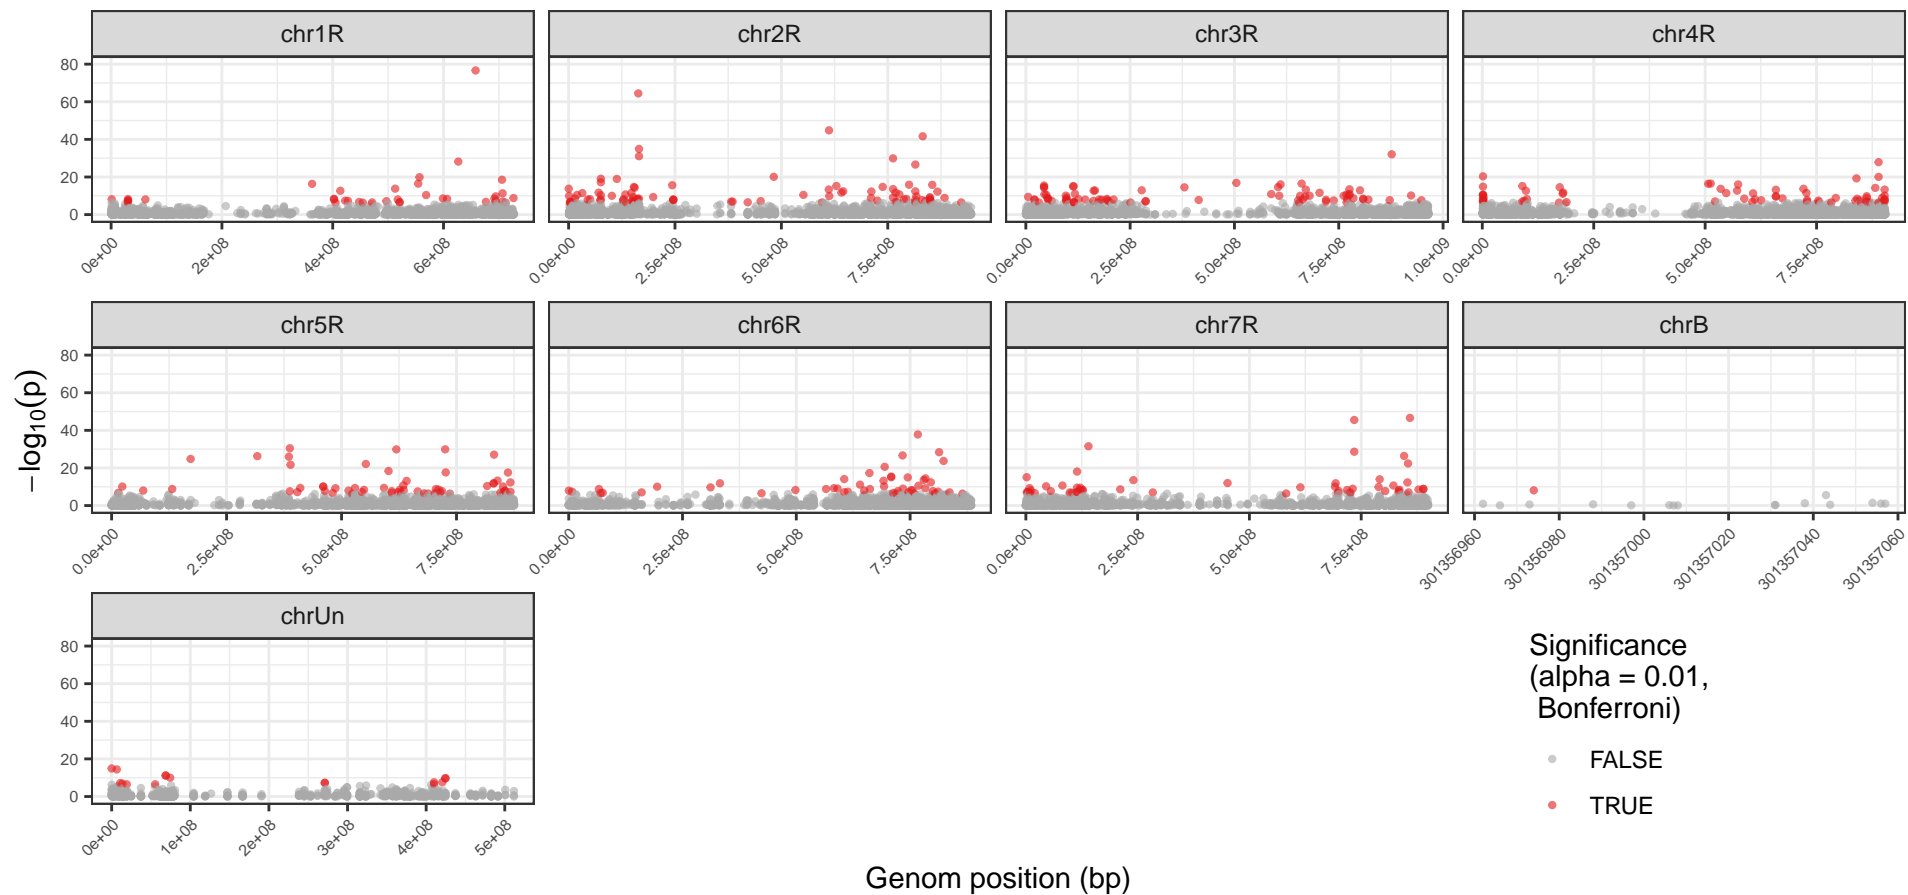 chr1R chr2R chr3R chr4R
80
60
40
20
0
0e+00 2e+08 4e+08 6e+08 0.0e+00 2.5e+08 5.0e+08 7.5e+08 0.0e+00 2.5e+08 5.0e+08 7.5e+08 1.0e+09 0.0e+00 2.5e+08 5.0e+08 7.5e+08
chr5R chr6R chr7R chrB
80
60
40
20
0
−log10(p)
0.0e+00 2.5e+08 5.0e+08 7.5e+08 0.0e+00 2.5e+08 5.0e+08 7.5e+08 0.0e+00 2.5e+08 5.0e+08 7.5e+08 301356960 301356980 301357000 301357020 301357040 301357060
chrUn
80
60
40
20
0
0e+00 1e+08 2e+08 3e+08 4e+08 5e+08
Significance
(alpha = 0.01,
Bonferroni)
FALSE
TRUE
Genom position (bp)